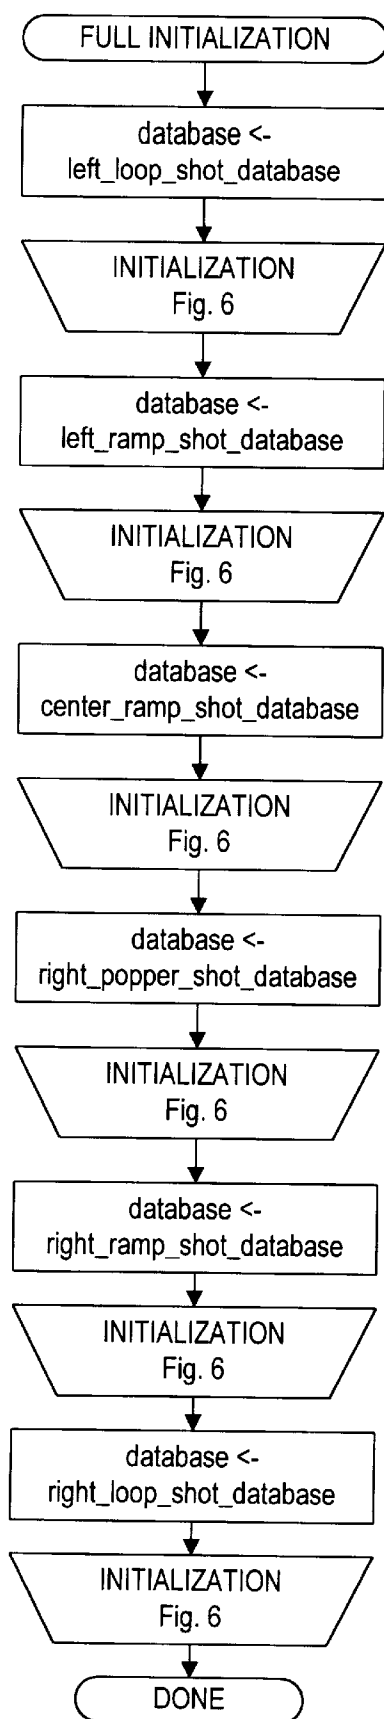 FULL INITIALIZATION
database <-
left_loop_shot_database
INITIALIZATION
Fig. 6
database <-
left_ramp_shot_database
INITIALIZATION
Fig. 6
database <-
center_ramp_shot_database
INITIALIZATION
Fig. 6
database <-
right_popper_shot_database
INITIALIZATION
Fig. 6
database <-
right_ramp_shot_database
INITIALIZATION
Fig. 6
database <-
right_loop_shot_database
INITIALIZATION
Fig. 6
DONE